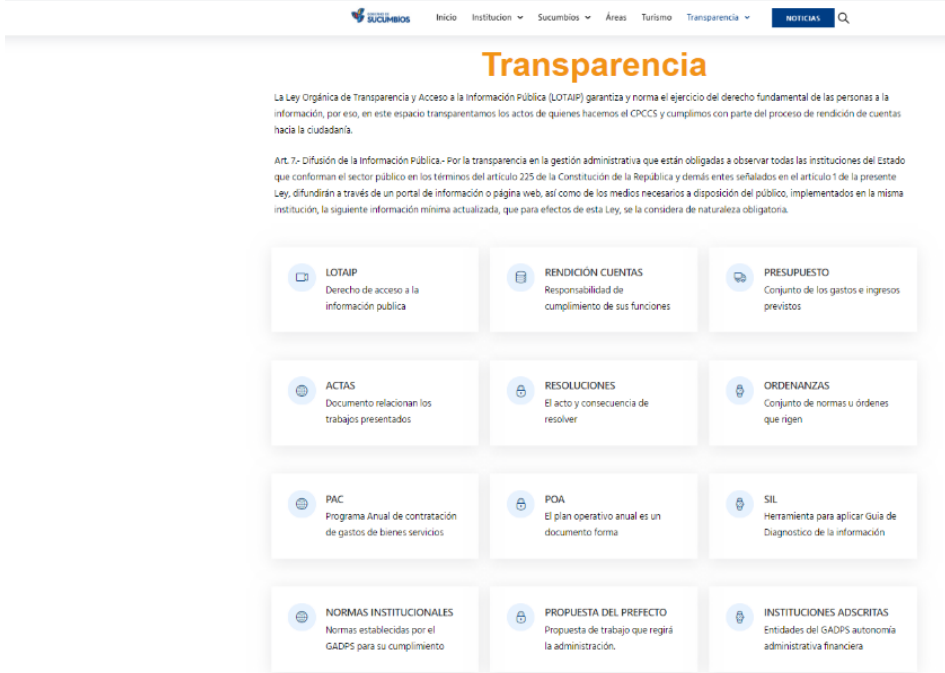 SUCUMBIOS Inicio Institucion Sucumbios Áreas Turismo Transparencia NOTICIAS
Transparencia
La Ley Orgánica de Transparencia y Acceso a la Información Pública (LOTAIP) garantiza y norma el ejercicio del derecho fundamental de las personas a la
información, por eso, en este espacio transparentamos los actos de quienes hacemos el CPCCS y cumplimos con parte del proceso de rendición de cuentas
hacia la ciudadanía.
Art. 7.- Difusión de la Información Pública.- Por la transparencia en la gestión administrativa que están obligadas a observar todas las instituciones del Estado
que conforman el sector público en los términos del artículo 225 de la Constitución de la República y demás entes señalados en el artículo 1 de la presente
Ley, difundirán a través de un portal de información o página web, así como de los medios necesarios a disposición del público, implementados en la misma
institución, la siguiente información mínima actualizada, que para efectos de esta Ley, se la considera de naturaleza obligatoria.
LOTAIP
Derecho de acceso a la
información publica
RENDICIÓN CUENTAS
Responsabilidad de
cumplimiento de sus funciones
PRESUPUESTO
Conjunto de los gastos e ingresos
previstos
ACTAS
Documento relacionan los
trabajos presentados
RESOLUCIONES
El acto y consecuencia de
resolver
ORDENANZAS
Conjunto de normas u órdenes
que rigen
PAC
Programa Anual de contratación
de gastos de bienes servicios
POA
El plan operativo anual es un
documento forma
SIL
Herramienta para aplicar Guia de
Diagnostico de la información
NORMAS INSTITUCIONALES
Normas establecidas por el
GADPS para su cumplimiento
PROPUESTA DEL PREFECTO
Propuesta de trabajo que regirá
la administración.
INSTITUCIONES ADSCRITAS
Entidades del GADPS autonomía
administrativa financiera